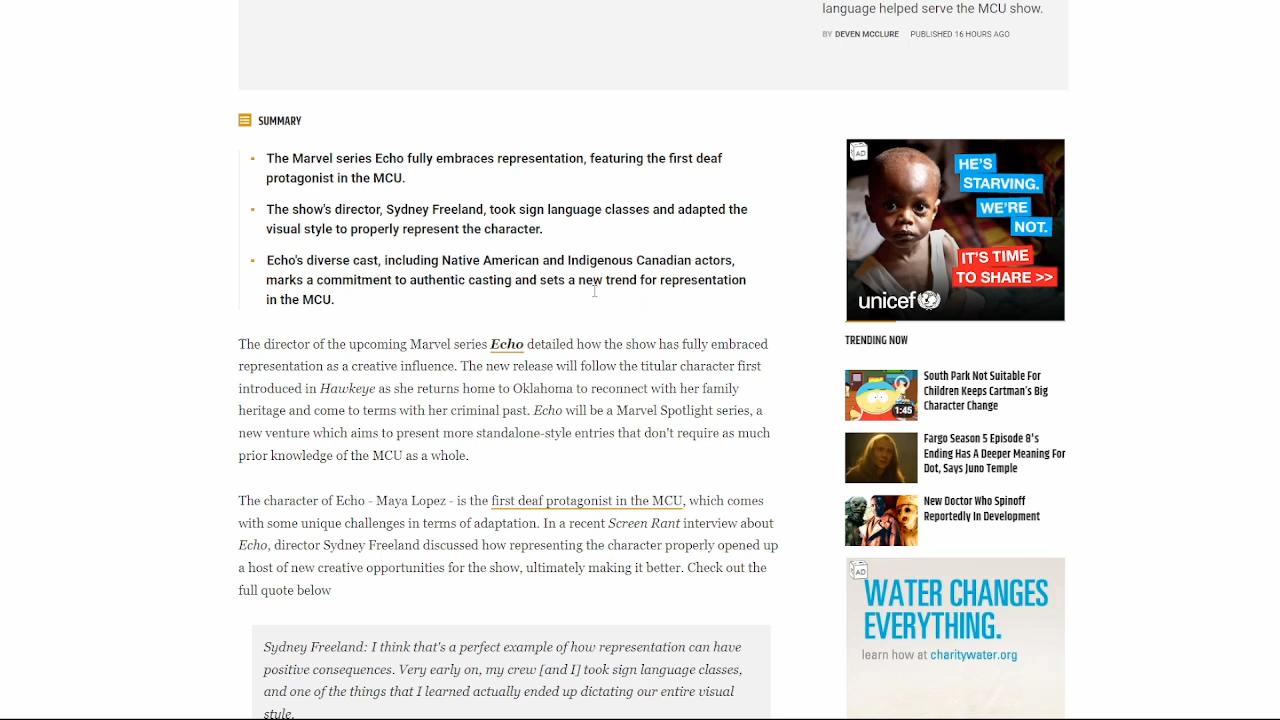 language helped serve the MCU show.
BY DEVEN MCCLURE PUBLISHED 16 HOURS AGO
SUMMARY
The Marvel series Echo fully embraces representation, featuring the first deaf
protagonist in the MCU.
The show's director, Sydney Freeland, took sign language classes and adapted the
visual style to properly represent the character.
Echo's diverse cast, including Native American and Indigenous Canadian actors,
marks a commitment to authentic casting and sets a new trend for representation
in the MCU.
The director of the upcoming Marvel series Echo detailed how the show has fully embraced
representation as a creative influence. The new release will follow the titular character first
introduced in Hawkeye as she returns home to Oklahoma to reconnect with her family
heritage and come to terms with her criminal past. Echo will be a Marvel Spotlight series, a
new venture which aims to present more standalone-style entries that don't require as much
prior knowledge of the MCU as a whole.
The character of Echo - Maya Lopez - is the first deaf protagonist in the MCU, which comes
with some unique challenges in terms of adaptation. In a recent Screen Rant interview about
Echo, director Sydney Freeland discussed how representing the character properly opened up
a host of new creative opportunities for the show, ultimately making it better. Check out the
full quote below
Sydney Freeland: I think that's a perfect example of how representation can have
positive consequences. Very early on, my crew [and I] took sign language classes,
and one of the things that I learned actually ended up dictating our entire visual
style.
AD
HE'S
STARVING.
WE'RE
NOT.
IT'S TIME
TO SHARE >>
unicef
TRENDING NOW
1:45
South Park Not Suitable For
Children Keeps Cartman's Big
Character Change
Fargo Season 5 Episode 8's
Ending Has A Deeper Meaning For
Dot, Says Juno Temple
New Doctor Who Spinoff
Reportedly In Development
AD
WATER CHANGES
EVERYTHING.
learn how at charitywater.org